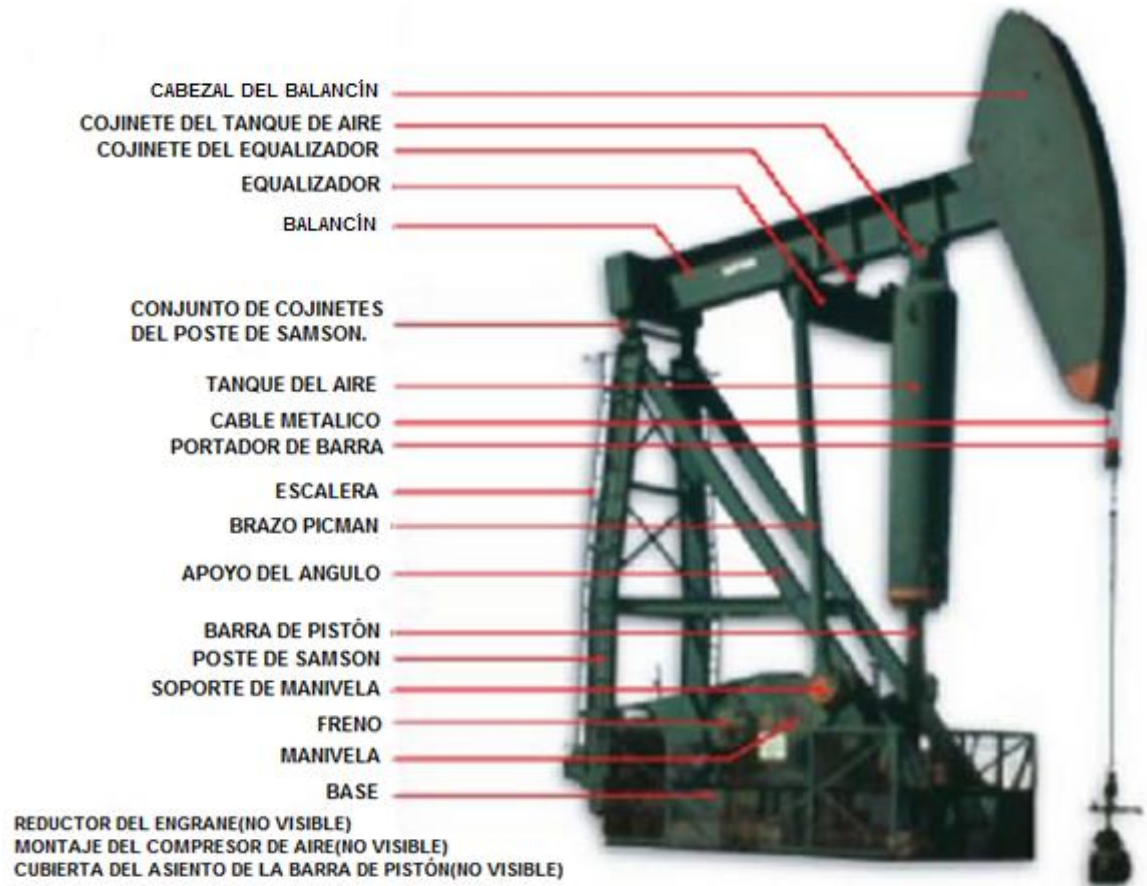 CABEZAL DEL BALANCÍN
COJINETE DEL TANQUE DE AIRE
COJINETE DEL EQUALIZADOR
EQUALIZADOR
BALANCÍN
CONJUNTO DE COJINETES
DEL POSTE DE SAMSON.
TANQUE DEL AIRE
CABLE METALICO
PORTADOR DE BARRA
ESCALERA
BRAZO PICMAN
APOYO DEL ANGULO
BARRA DE PISTÓN
POSTE DE SAMSON
SOPORTE DE MANIVELA
FRENO
MANIVELA
BASE
REDUCTOR DEL ENGRANE(NO VISIBLE)
MONTAJE DEL COMPRESOR DE AIRE(NO VISIBLE)
CUBIERTA DEL ASIENTO DE LA BARRA DE PISTÓN(NO VISIBLE)